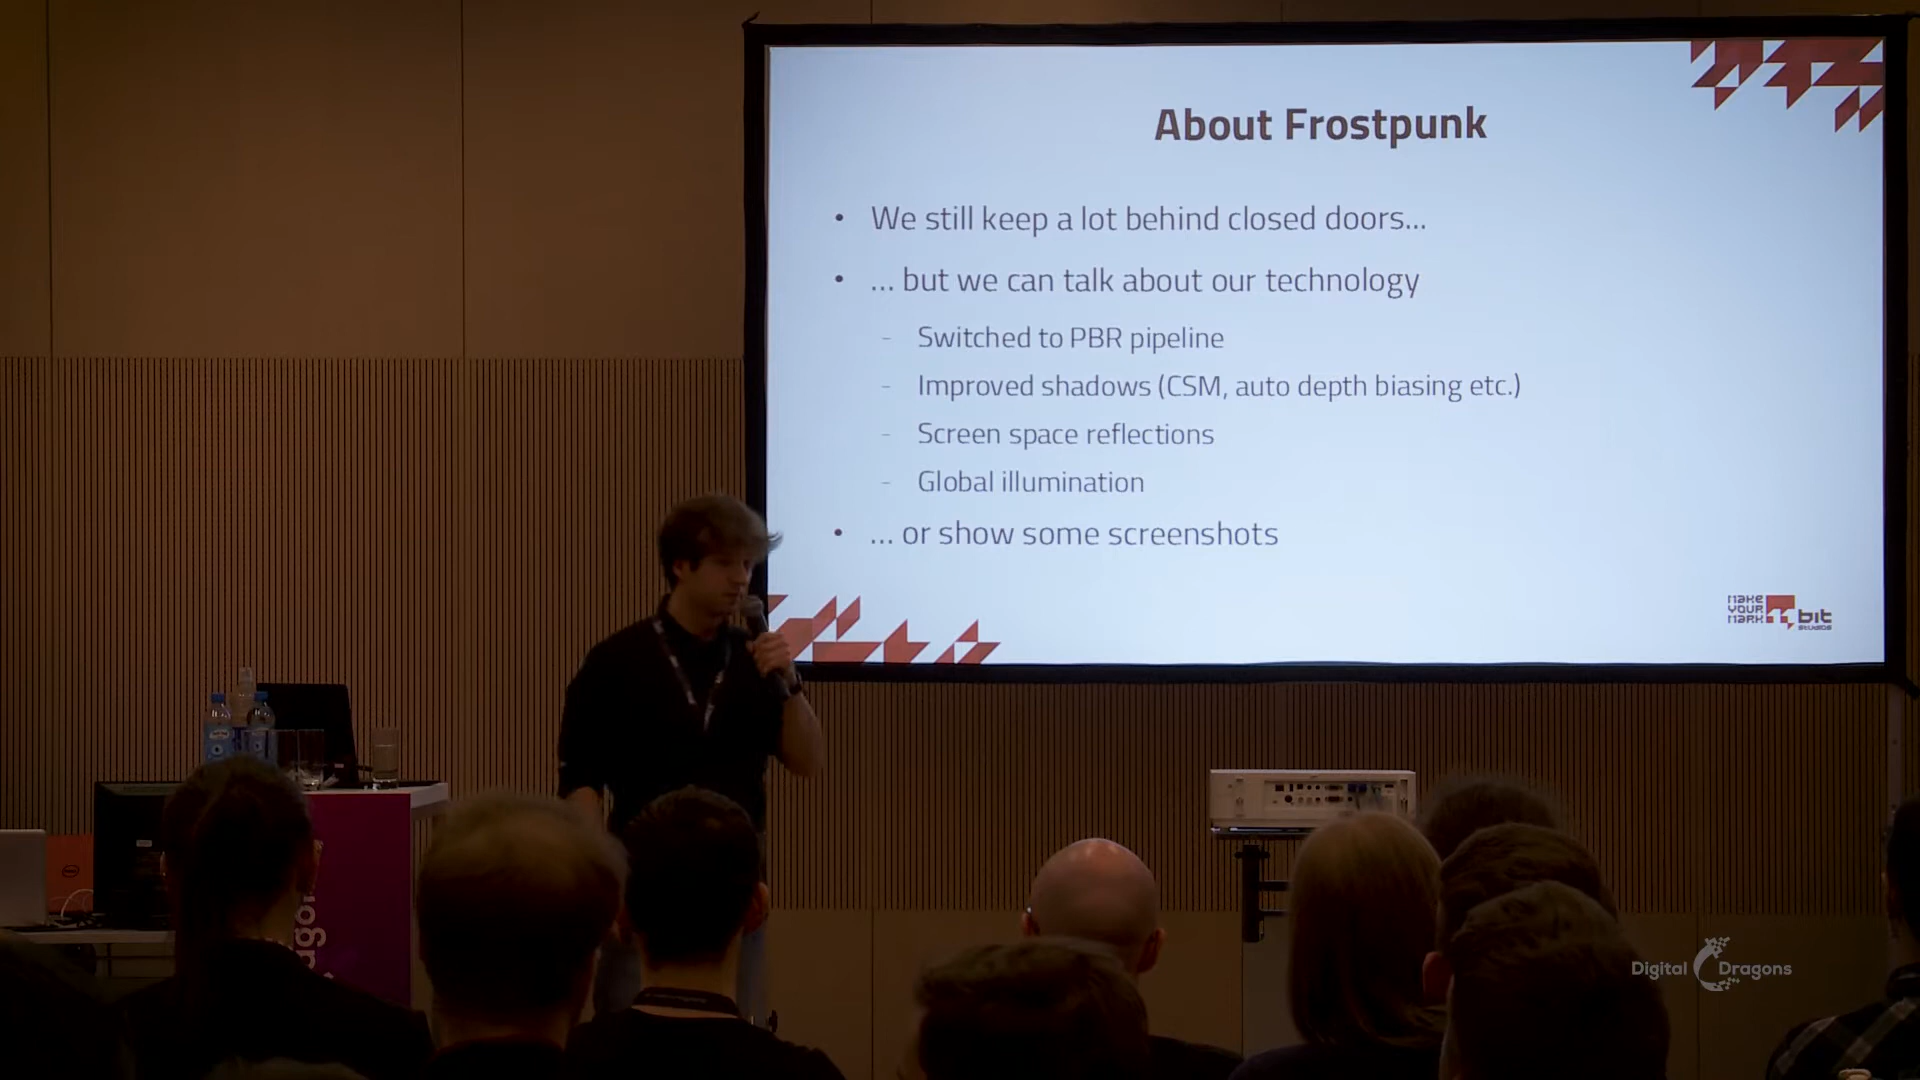 About Frostpunk
• We still keep a lot behind closed doors...
• ... but we can talk about our technology
- Switched to PBR pipeline
- Improved shadows (CSM, auto depth biasing etc.)
- Screen space reflections
- Global illumination
• ... or show some screenshots
MAKE
YOUR
MARK
11 bit
studios
DELL
Digital Dragons